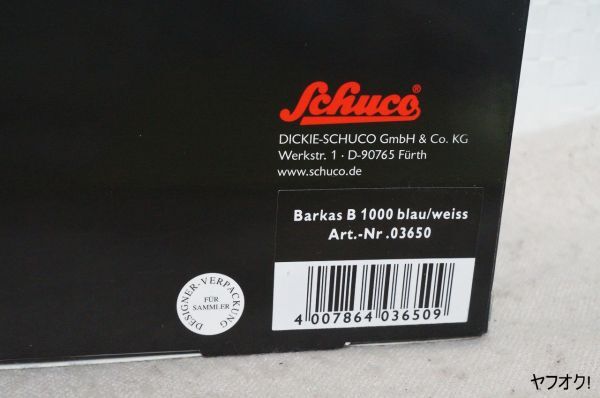 Schuco®
DICKIE-SCHUCO GmbH & Co. KG
Werkstr. 1 · D-90765 Fürth
www.schuco.de
Barkas B 1000 blau/weiss
Art.-Nr .03650
4 007864 036509
DESIGNER-VERPACKUNG
FÜR
SAMMLER
ヤフオク!